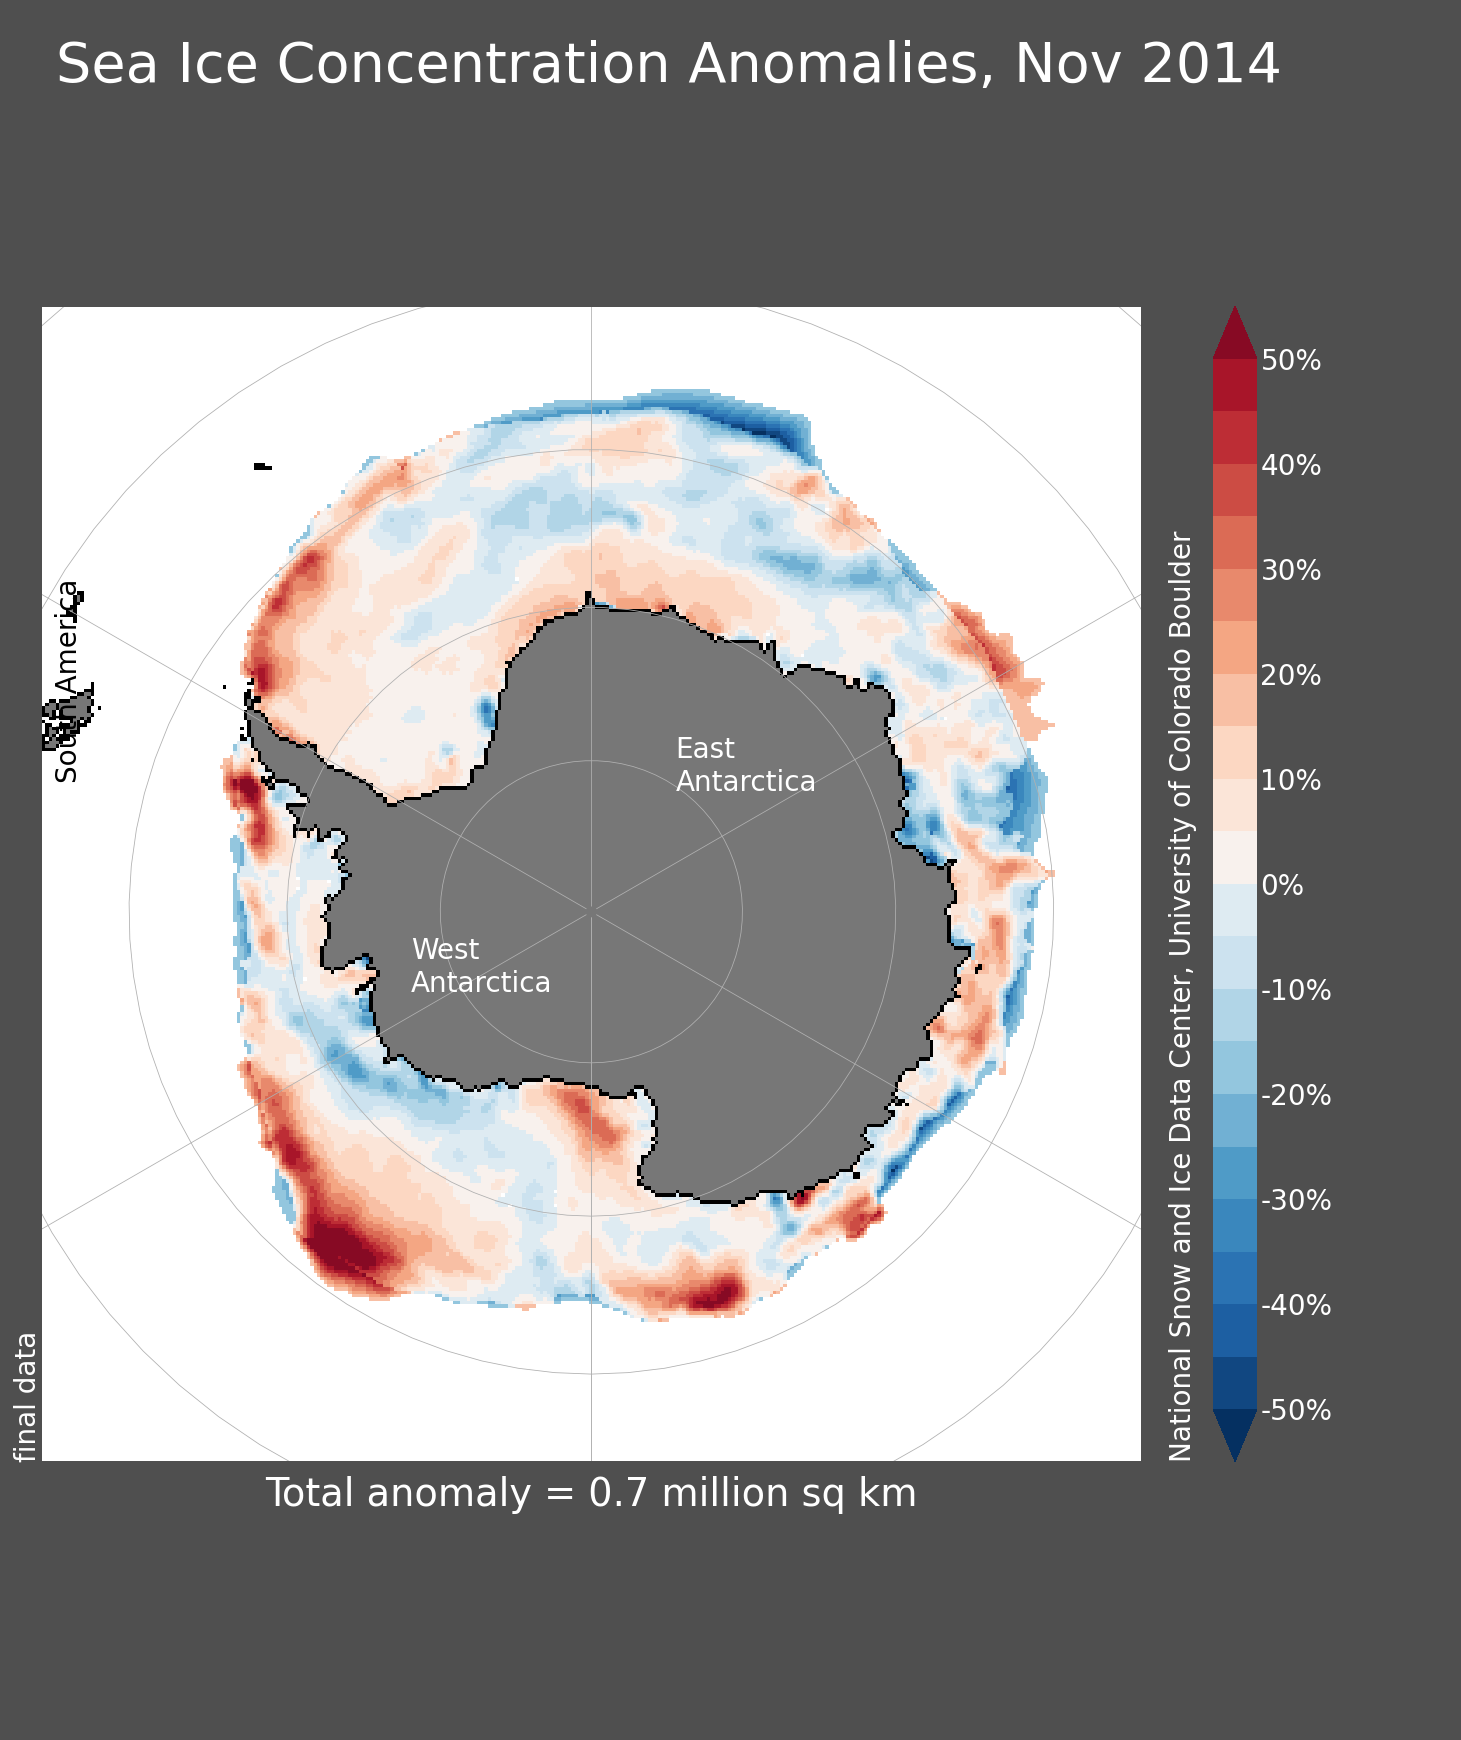 Sea Ice Concentration Anomalies, Nov 2014
South America
East
Antarctica
West
Antarctica
final data
National Snow and Ice Data Center, University of Colorado Boulder
50%
40%
30%
20%
10%
0%
-10%
-20%
-30%
-40%
-50%
Total anomaly = 0.7 million sq km